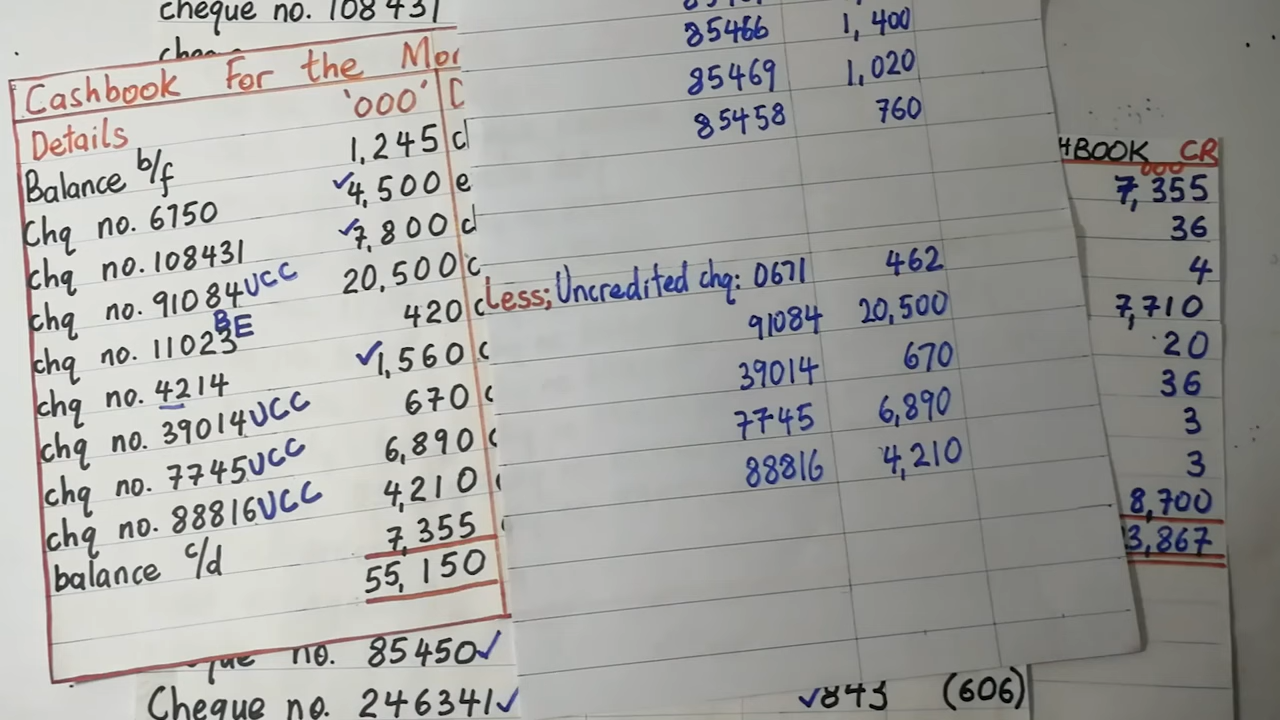 cheque no. 108431
Cashbook For the Mo
Details '000'
Balance b/f 1,245
Chq no. 6750 ✓4,500
chq no. 108431 ✓7,800
chq no. 91084 UCC 20,500
chq no. 11023 BE 420
chq no. 4214 ✓1,560
chq no. 39014 UCC 670
chq no. 7745 UCC 6,890
chq no. 88816 UCC 4,210
balance c/d 7,355
55,150
no. 85450✓
Cheque no. 246341✓
85466 1,400
85469 1,020
85458 760
Less; Uncredited chq: 0671 462
91084 20,500
39014 670
7745 6,890
88816 4,210
✓843 (606)
HBOOK CR
000
7,355
36
4
7,710
20
36
3
3
8,700
3,867